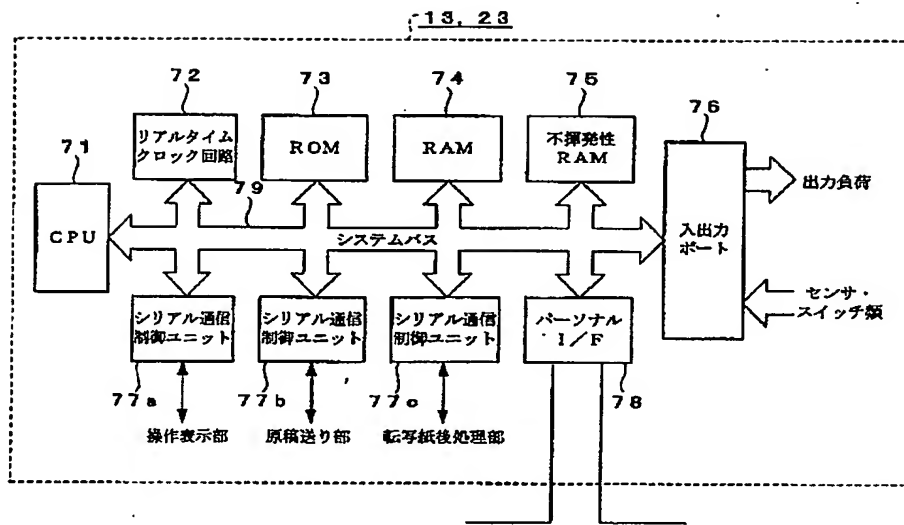 13, 23
72
73
74
75
76
71
リアルタイム
クロック回路
ROM
RAM
不揮発性
RAM
79
CPU
システムバス
入出力
ポート
出力負荷
センサ・
スイッチ類
シリアル通信
制御ユニット
シリアル通信
制御ユニット
シリアル通信
制御ユニット
パーソナル
I/F
77a
77b
77c
78
操作表示部
原稿送り部
転写紙後処理部